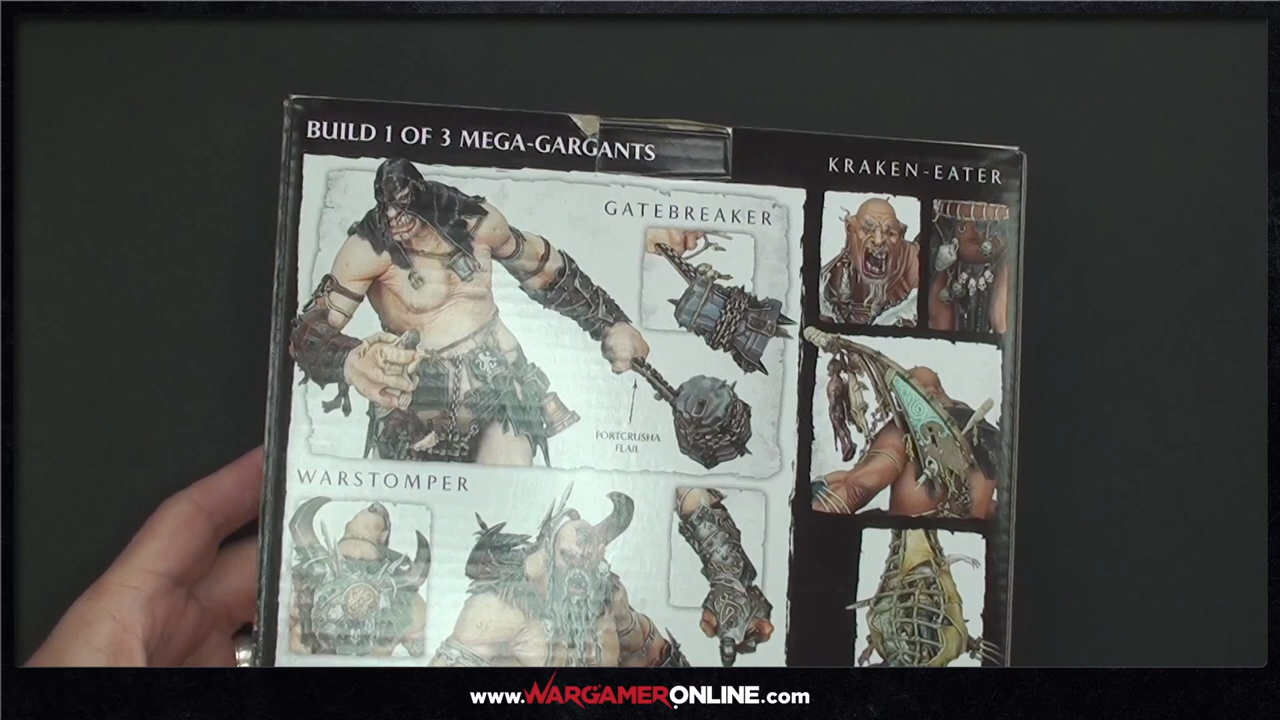 BUILD 1 OF 3 MEGA-GARGANTS
GATEBREAKER
FORTCRUSHA
FLAIL
WARSTOMPER
KRAKEN-EATER
www.WARGAMERONLINE.com